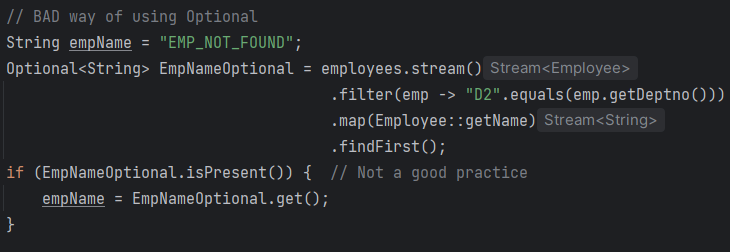 // BAD way of using Optional
String empName = "EMP_NOT_FOUND";
Optional<String> EmpNameOptional = employees.stream() Stream<Employee>
.filter(emp -> "D2".equals(emp.getDeptno()))
.map(Employee::getName) Stream<String>
.findFirst();
if (EmpNameOptional.isPresent()) {  // Not a good practice
empName = EmpNameOptional.get();
}